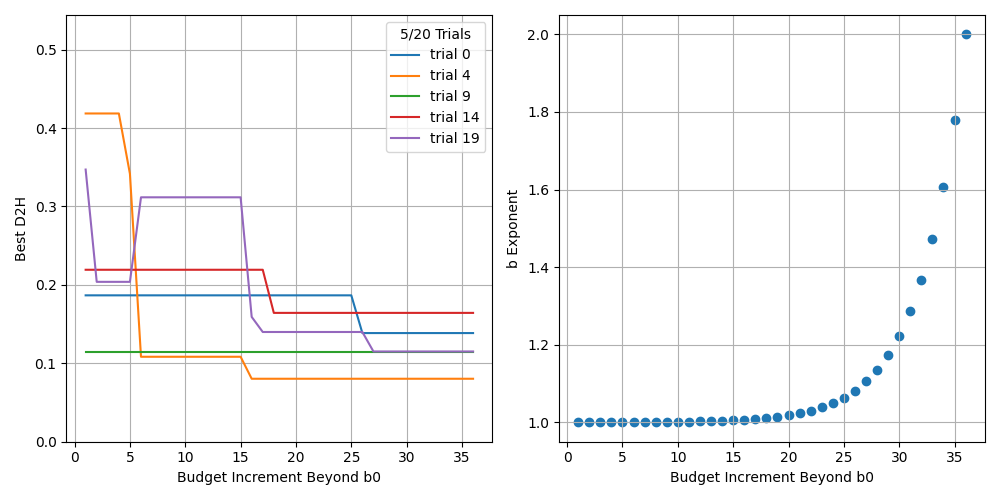 5/20 Trials
trial 0
trial 4
trial 9
trial 14
trial 19
Best D2H
0.5
0.4
0.3
0.2
0.1
0.0
0 5 10 15 20 25 30 35
Budget Increment Beyond b0
b Exponent
2.0
1.8
1.6
1.4
1.2
1.0
0 5 10 15 20 25 30 35
Budget Increment Beyond b0